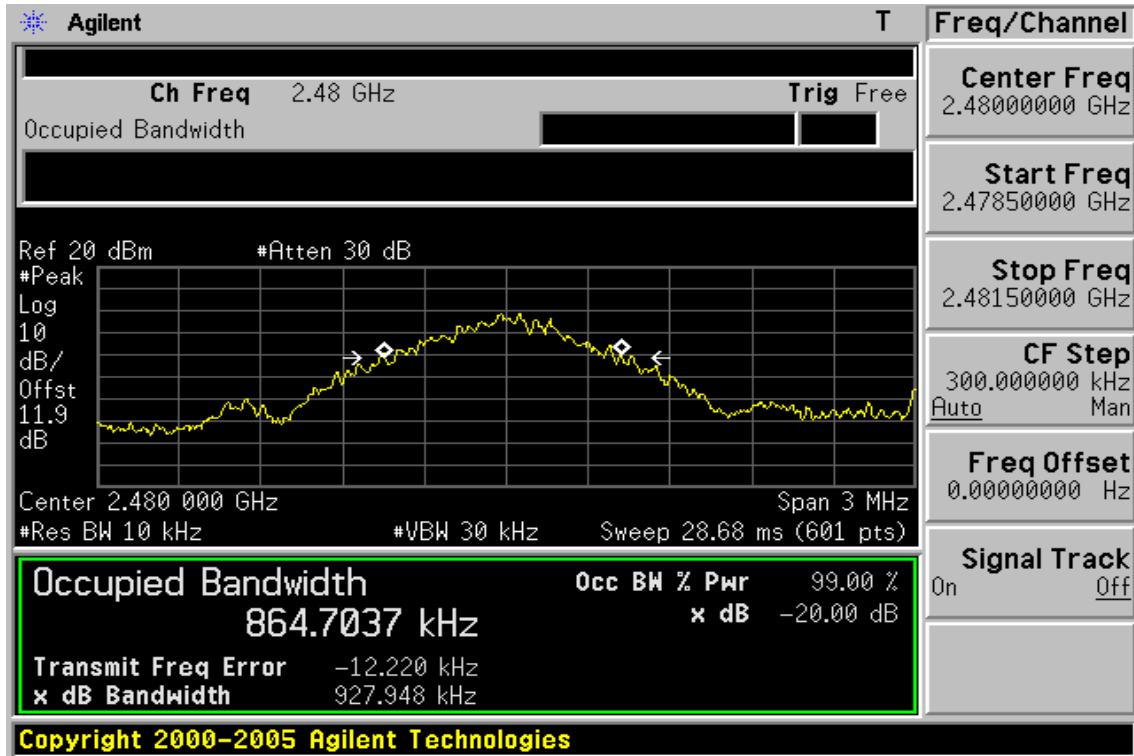 Agilent T
Ch Freq 2.48 GHz Trig Free
Occupied Bandwidth
Ref 20 dBm #Atten 30 dB
#Peak
Log
10
dB/
Offst
11.9
dB
Center 2.480 000 GHz Span 3 MHz
#Res BW 10 kHz #VBW 30 kHz Sweep 28.68 ms (601 pts)
Occupied Bandwidth Occ BW % Pwr 99.00 %
864.7037 kHz x dB -20.00 dB
Transmit Freq Error -12.220 kHz
x dB Bandwidth 927.948 kHz
Copyright 2000-2005 Agilent Technologies
Freq/Channel
Center Freq
2.48000000 GHz
Start Freq
2.47850000 GHz
Stop Freq
2.48150000 GHz
CF Step
300.000000 kHz
Auto Man
Freq Offset
0.00000000 Hz
Signal Track
On Off